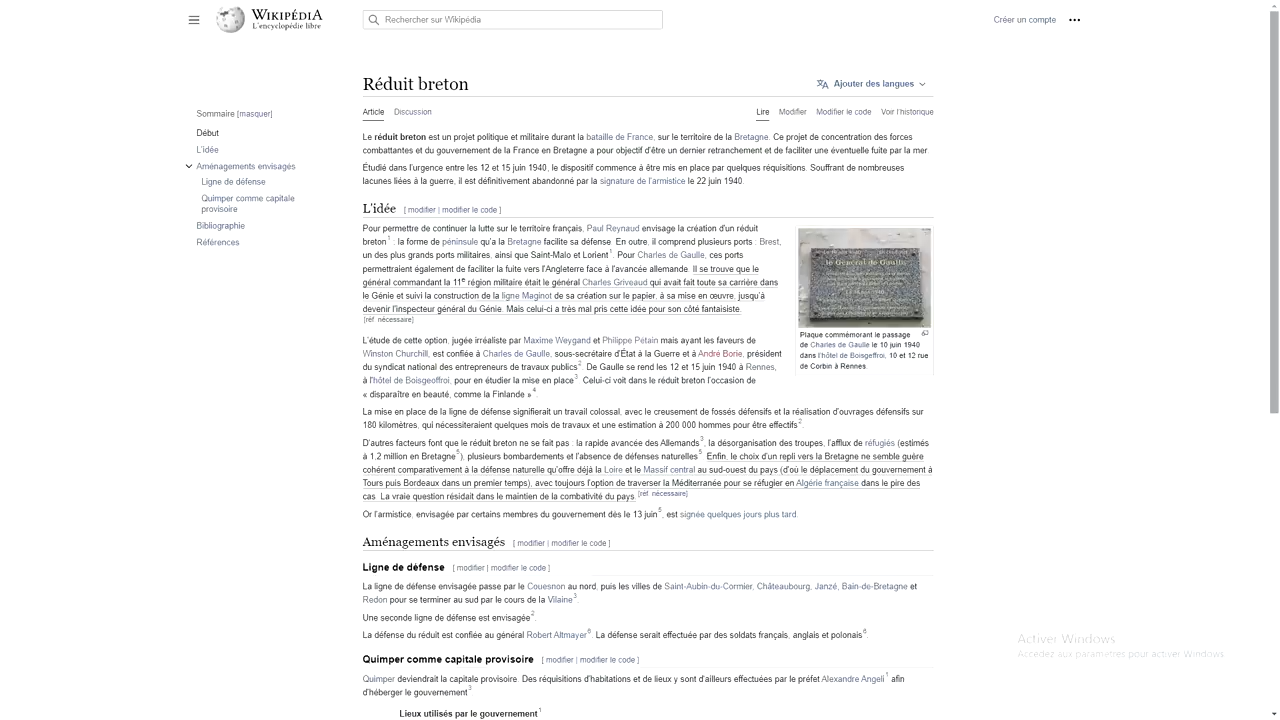 WIKIPÉDIA
L'encyclopédie libre
Rechercher sur Wikipédia
Créer un compte
Réduit breton
Ajouter des langues
Sommaire [masquer]
Début
L'idée
Aménagements envisagés
Ligne de défense
Quimper comme capitale
provisoire
Bibliographie
Références
Article
Discussion
Lire
Modifier
Modifier le code
Voir l'historique
Le réduit breton est un projet politique et militaire durant la bataille de France, sur le territoire de la Bretagne. Ce projet de concentration des forces
combattantes et du gouvernement de la France en Bretagne a pour objectif d'être un dernier retranchement et de faciliter une éventuelle fuite par la mer.
Étudié dans l'urgence entre les 12 et 15 juin 1940, le dispositif commence à être mis en place par quelques réquisitions. Souffrant de nombreuses
lacunes liées à la guerre, il est définitivement abandonné par la signature de l'armistice le 22 juin 1940.
L'idée [ modifier | modifier le code ]
Pour permettre de continuer la lutte sur le territoire français, Paul Reynaud envisage la création d'un réduit
breton1 : la forme de péninsule qu'a la Bretagne facilite sa défense. En outre, il comprend plusieurs ports : Brest,
un des plus grands ports militaires, ainsi que Saint-Malo et Lorient1. Pour Charles de Gaulle, ces ports
permettraient également de faciliter la fuite vers l'Angleterre face à l'avancée allemande. Il se trouve que le
général commandant la 11e région militaire était le général Charles Griveaud qui avait fait toute sa carrière dans
le Génie et suivi la construction de la ligne Maginot de sa création sur le papier, à sa mise en œuvre, jusqu'à
devenir l'inspecteur général du Génie. Mais celui-ci a très mal pris cette idée pour son côté fantaisiste.
[réf. nécessaire]
le Général de Gaulle
Plaque commémorant le passage
de Charles de Gaulle le 10 juin 1940
dans l'hôtel de Boisgeffroi, 10 et 12 rue
de Corbin à Rennes.
L'étude de cette option, jugée irréaliste par Maxime Weygand et Philippe Pétain mais ayant les faveurs de
Winston Churchill, est confiée à Charles de Gaulle, sous-secrétaire d'État à la Guerre et à André Borie, président
du syndicat national des entrepreneurs de travaux publics2. De Gaulle se rend les 12 et 15 juin 1940 à Rennes,
à l'hôtel de Boisgeoffroi, pour en étudier la mise en place3. Celui-ci voit dans le réduit breton l'occasion de
« disparaître en beauté, comme la Finlande »4.
La mise en place de la ligne de défense signifierait un travail colossal, avec le creusement de fossés défensifs et la réalisation d'ouvrages défensifs sur
180 kilomètres, qui nécessiteraient quelques mois de travaux et une estimation à 200 000 hommes pour être effectifs2.
D'autres facteurs font que le réduit breton ne se fait pas : la rapide avancée des Allemands3, la désorganisation des troupes, l'afflux de réfugiés (estimés
à 1,2 million en Bretagne5), plusieurs bombardements et l'absence de défenses naturelles5. Enfin, le choix d'un repli vers la Bretagne ne semble guère
cohérent comparativement à la défense naturelle qu'offre déjà la Loire et le Massif central au sud-ouest du pays (d'où le déplacement du gouvernement à
Tours puis Bordeaux dans un premier temps), avec toujours l'option de traverser la Méditerranée pour se réfugier en Algérie française dans le pire des
cas. La vraie question résidait dans le maintien de la combativité du pays.[réf. nécessaire]
Or l'armistice, envisagée par certains membres du gouvernement dès le 13 juin5, est signée quelques jours plus tard.
Aménagements envisagés [ modifier | modifier le code ]
Ligne de défense [ modifier | modifier le code ]
La ligne de défense envisagée passe par le Couesnon au nord, puis les villes de Saint-Aubin-du-Cormier, Châteaubourg, Janzé, Bain-de-Bretagne et
Redon pour se terminer au sud par le cours de la Vilaine3.
Une seconde ligne de défense est envisagée2.
La défense du réduit est confiée au général Robert Altmayer6. La défense serait effectuée par des soldats français, anglais et polonais6.
Quimper comme capitale provisoire [ modifier | modifier le code ]
Quimper deviendrait la capitale provisoire. Des réquisitions d'habitations et de lieux y sont d'ailleurs effectuées par le préfet Alexandre Angeli1 afin
d'héberger le gouvernement3.
Lieux utilisés par le gouvernement1
Activer Windows
Accédez aux paramètres pour activer Windows.